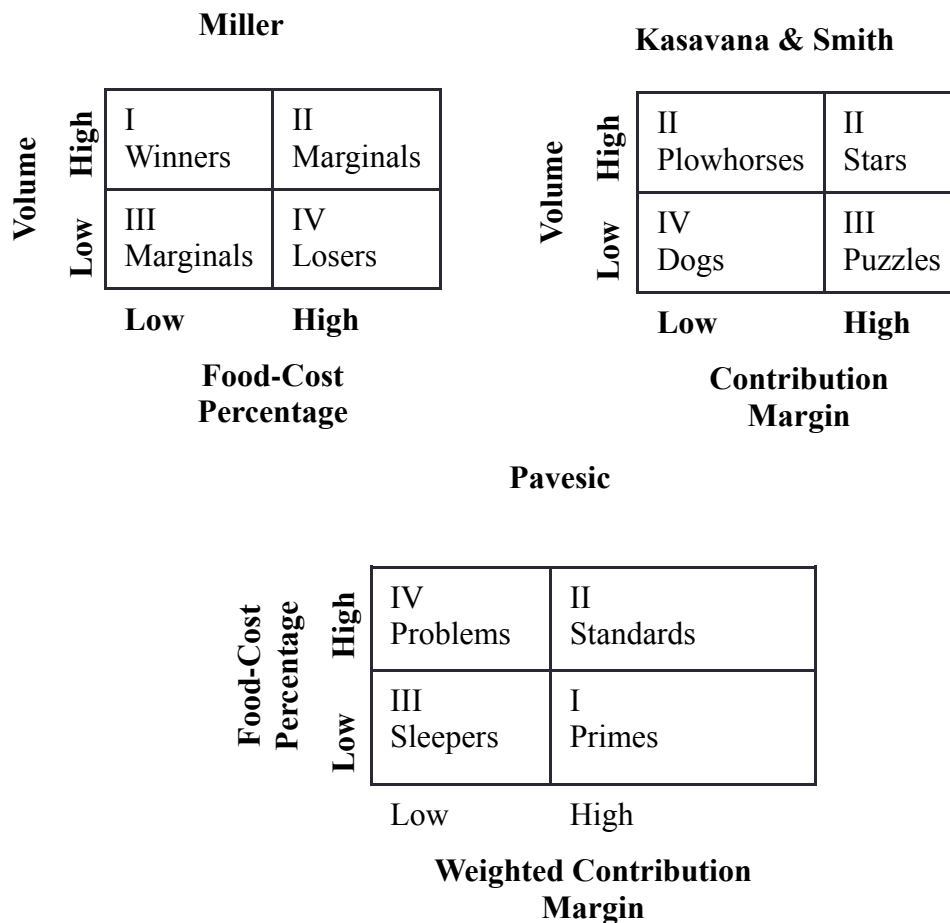 Miller
Kasavana & Smith
Volume
High
Low
I
Winners
II
Marginals
III
Marginals
IV
Losers
Low
High
Food-Cost
Percentage
Volume
High
Low
II
Plowhorses
II
Stars
IV
Dogs
III
Puzzles
Low
High
Contribution
Margin
Pavesic
Food-Cost
Percentage
High
Low
IV
Problems
II
Standards
III
Sleepers
I
Primes
Low
High
Weighted Contribution
Margin